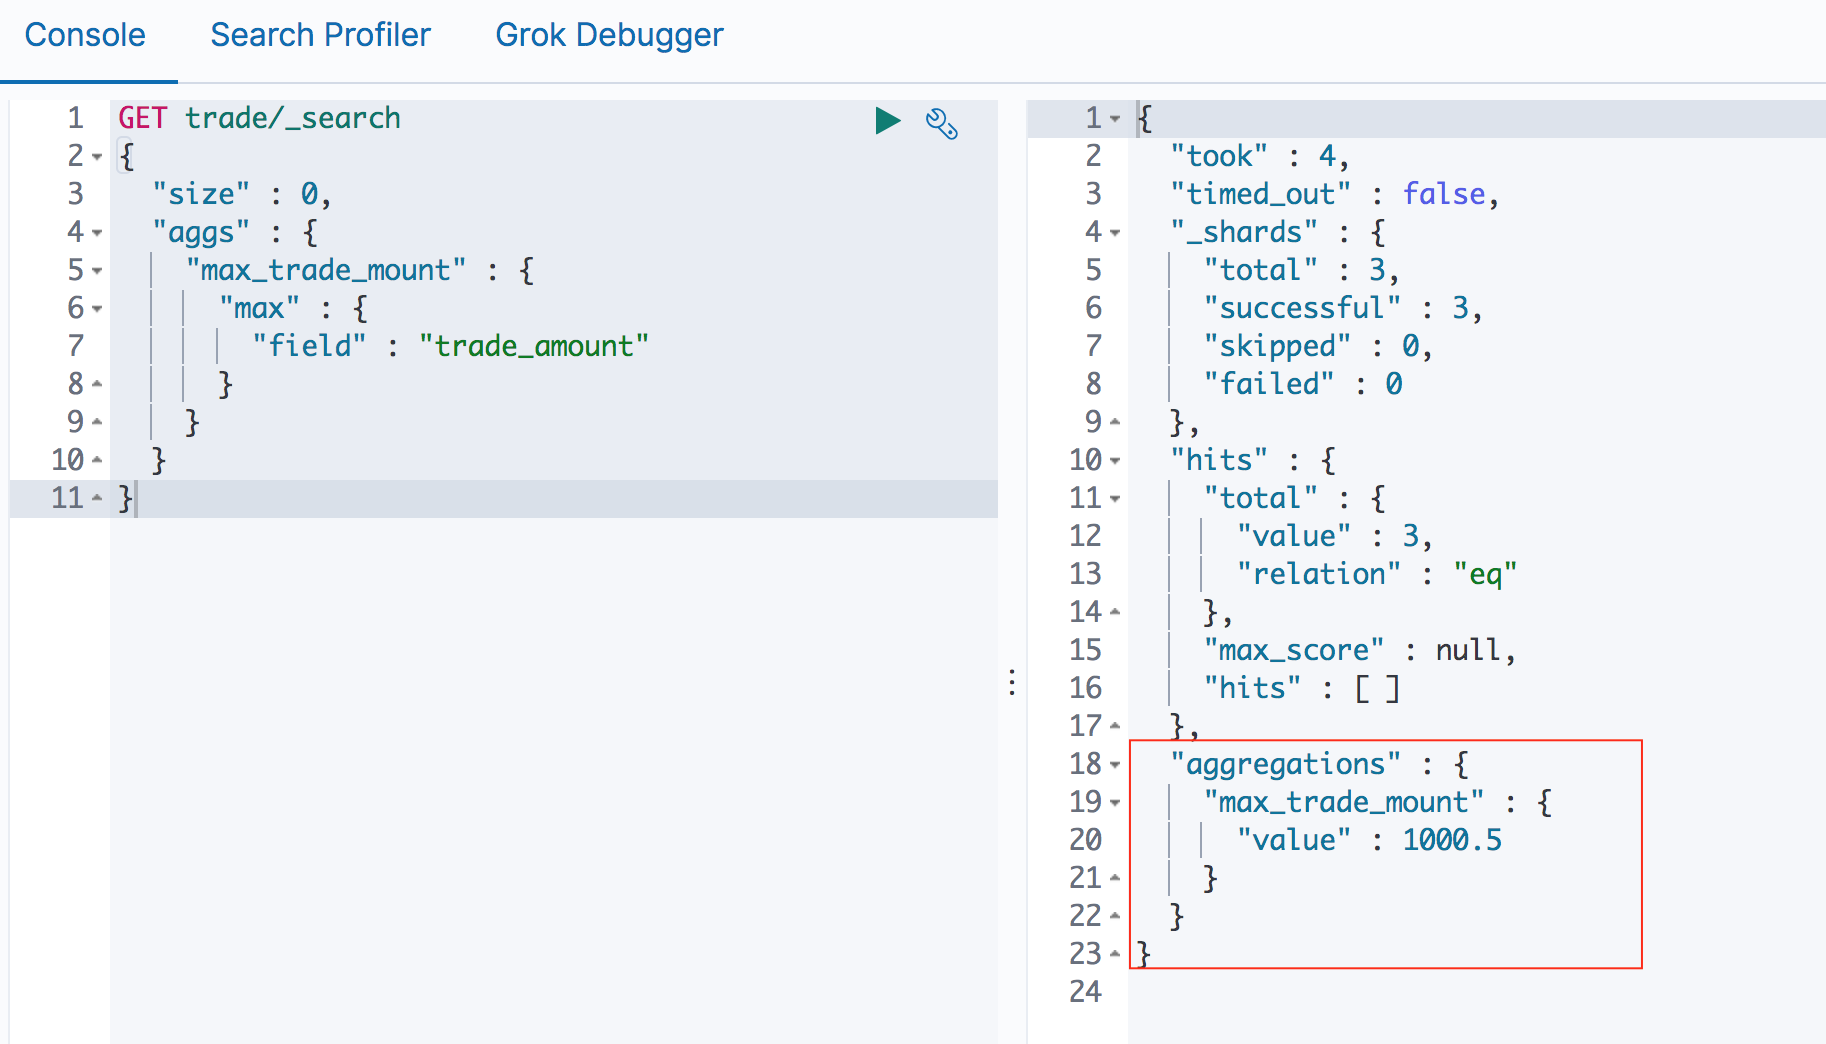 Console Search Profiler Grok Debugger
1 GET trade/_search
2 {
3 "size" : 0,
4 "aggs" : {
5 "max_trade_mount" : {
6 "max" : {
7 "field" : "trade_amount"
8 }
9 }
10 }
11 }
1 {
2 "took" : 4,
3 "timed_out" : false,
4 "_shards" : {
5 "total" : 3,
6 "successful" : 3,
7 "skipped" : 0,
8 "failed" : 0
9 },
10 "hits" : {
11 "total" : {
12 "value" : 3,
13 "relation" : "eq"
14 },
15 "max_score" : null,
16 "hits" : [ ]
17 },
18 "aggregations" : {
19 "max_trade_mount" : {
20 "value" : 1000.5
21 }
22 }
23 }
24